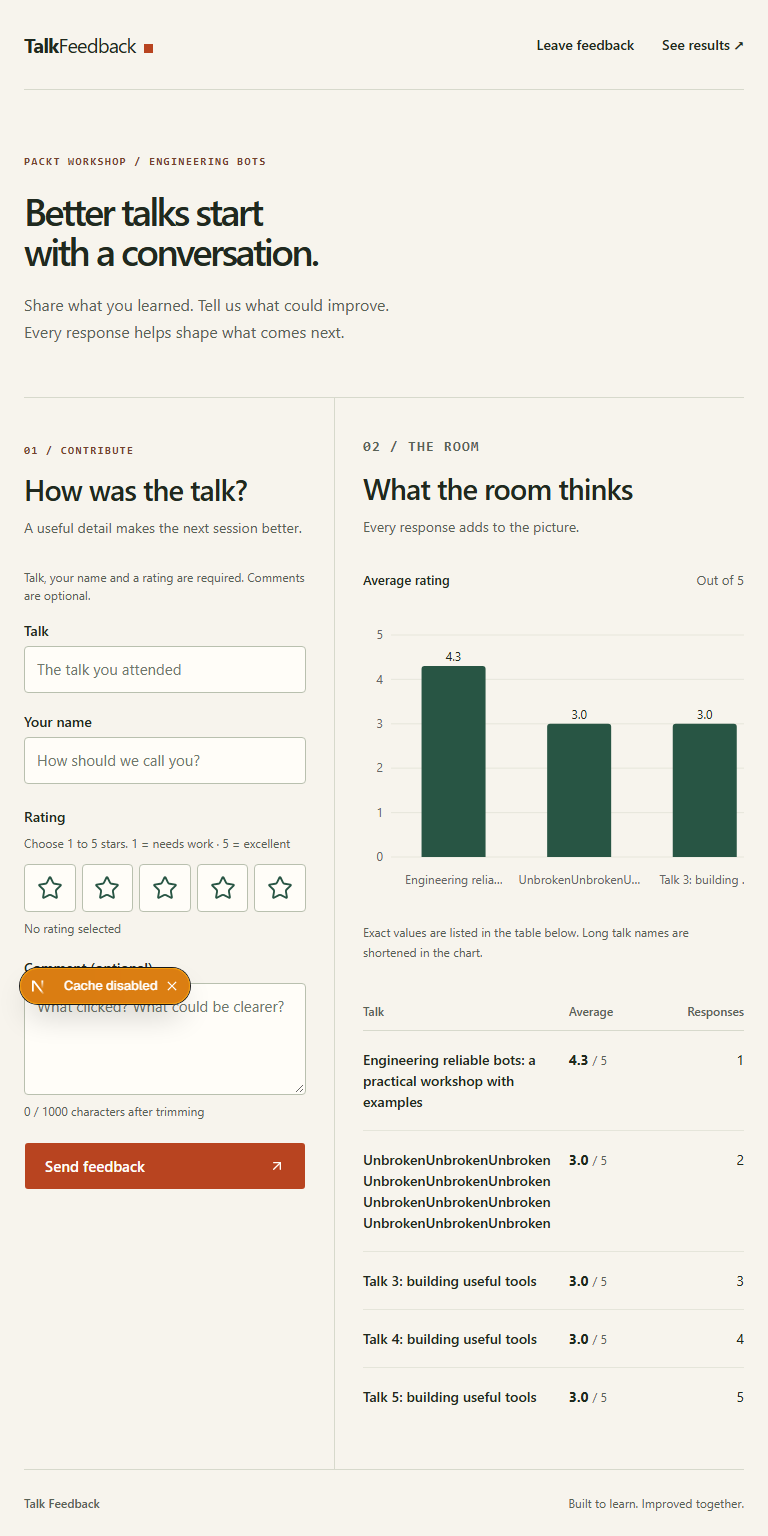 TalkFeedback
Leave feedback
See results ↗
PACKT WORKSHOP / ENGINEERING BOTS
Better talks start
with a conversation.
Share what you learned. Tell us what could improve.
Every response helps shape what comes next.
01 / CONTRIBUTE
How was the talk?
A useful detail makes the next session better.
Talk, your name and a rating are required. Comments
are optional.
Talk
The talk you attended
Your name
How should we call you?
Rating
Choose 1 to 5 stars. 1 = needs work · 5 = excellent
No rating selected
Comment (optional)
Cache disabled
What clicked? What could be clearer?
0 / 1000 characters after trimming
Send feedback
02 / THE ROOM
What the room thinks
Every response adds to the picture.
Average rating
Out of 5
5
4
3
2
1
0
4.3
3.0
3.0
Engineering relia...
UnbrokenUnbrokenU...
Talk 3: building .
Exact values are listed in the table below. Long talk names are
shortened in the chart.
Talk Average Responses
Engineering reliable bots: a 4.3 / 5 1
practical workshop with
examples
UnbrokenUnbrokenUnbroken 3.0 / 5 2
UnbrokenUnbrokenUnbroken
UnbrokenUnbrokenUnbroken
UnbrokenUnbrokenUnbroken
Talk 3: building useful tools 3.0 / 5 3
Talk 4: building useful tools 3.0 / 5 4
Talk 5: building useful tools 3.0 / 5 5
Talk Feedback
Built to learn. Improved together.